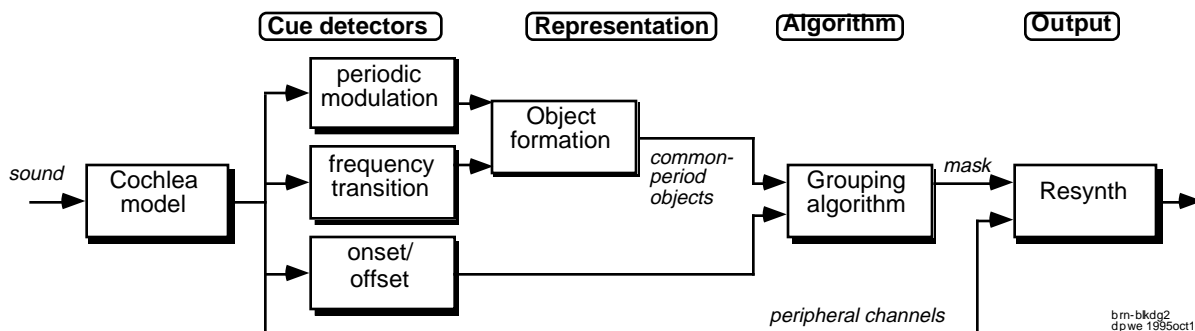 Cue detectors
Representation
Algorithm
Output
periodic
modulation
Object
formation
frequency
transition
sound
Cochlea
model
common-
period
objects
Grouping
algorithm
mask
Resynth
onset/
offset
peripheral channels
brn-blkdg2
dpwe 1995oct1